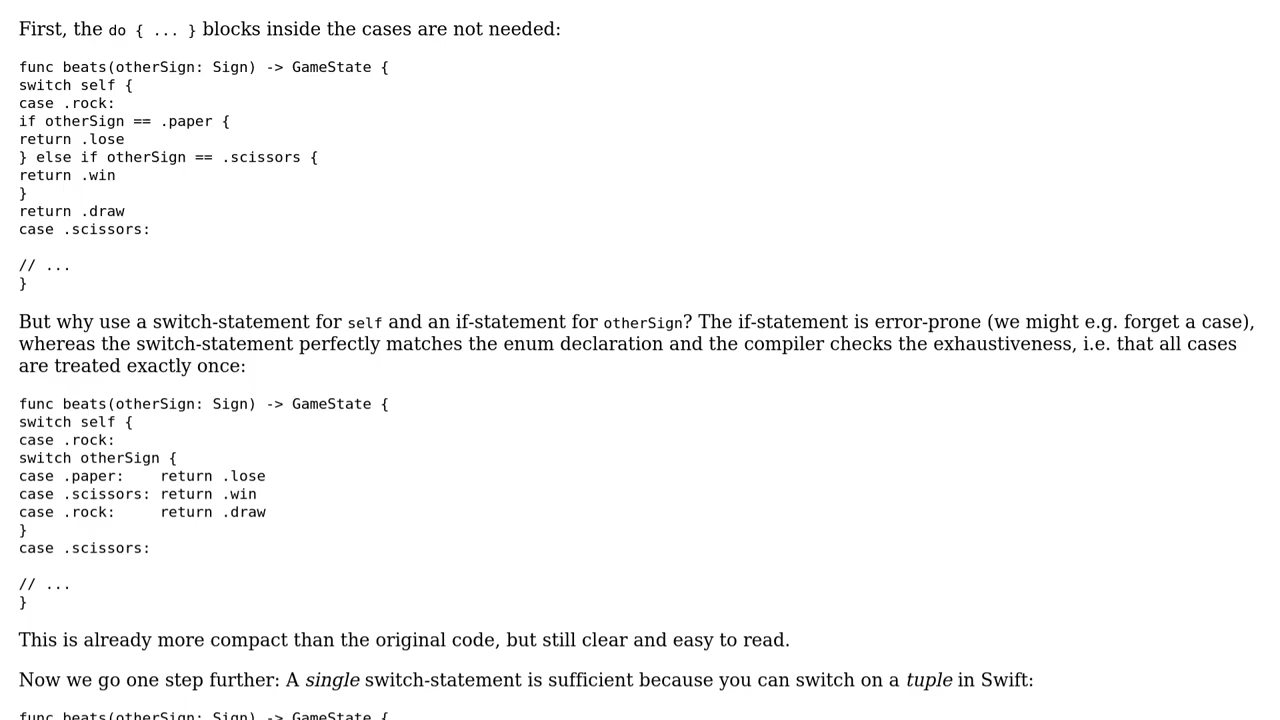 First, the do { ... } blocks inside the cases are not needed:
func beats(otherSign: Sign) -> GameState {
switch self {
case .rock:
if otherSign == .paper {
return .lose
} else if otherSign == .scissors {
return .win
}
return .draw
case .scissors:
// ...
}
But why use a switch-statement for self and an if-statement for otherSign? The if-statement is error-prone (we might e.g. forget a case),
whereas the switch-statement perfectly matches the enum declaration and the compiler checks the exhaustiveness, i.e. that all cases
are treated exactly once:
func beats(otherSign: Sign) -> GameState {
switch self {
case .rock:
switch otherSign {
case .paper:    return .lose
case .scissors: return .win
case .rock:     return .draw
}
case .scissors:
// ...
}
This is already more compact than the original code, but still clear and easy to read.
Now we go one step further: A single switch-statement is sufficient because you can switch on a tuple in Swift:
func beats(otherSign: Sign) -> GameState {